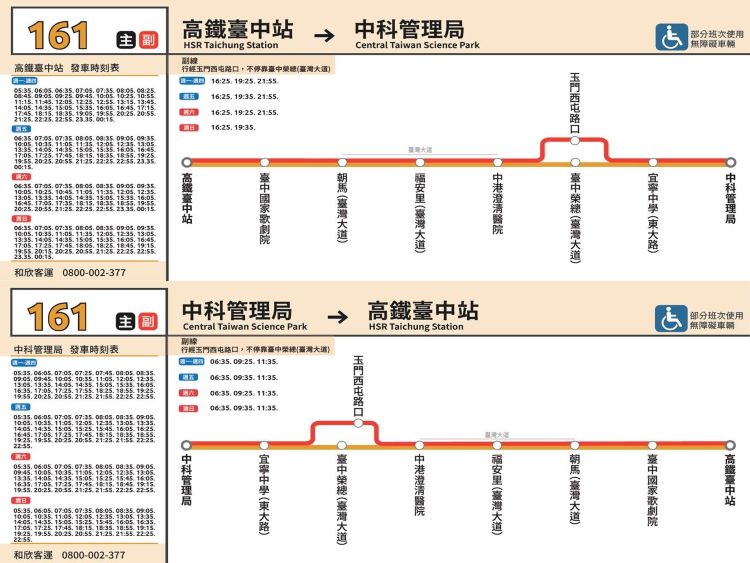 161
主 副
高鐵臺中站 發車時刻表
週一-週四
05:35. 06:05. 06:35. 07:05. 07:35. 08:05. 08:25.
08:45. 09:05. 09:25. 09:45. 10:05. 10:25. 10:55.
11:15. 11:45. 12:05. 12:25. 12:55. 13:15. 13:45.
14:05. 14:35. 15:05. 15:35. 16:05. 16:45. 17:15.
17:45. 18:15. 18:35. 19:05. 19:55. 20:25. 20:55.
21:25. 22:25. 22:55. 23.35. 00:15.
週五
06:35. 07:05. 07:35. 08:05. 08:35. 09:05. 09:35.
10:05. 10:35. 11:05. 11:35. 12:05. 12:35. 13:05.
13:35. 14:05. 14:35. 15:05. 15:35. 16:05. 16:45.
17:05. 17:25. 17:45. 18:15. 18:35. 18:55. 19:25.
19:55. 20:25. 20:55. 21:25. 22:25. 22:55. 23.35.
00:15.
週六
06:35. 07:05. 07:35. 08:05. 08:35. 09:05. 09:35.
10:05. 10:25. 10:45. 11:05. 11:35. 12:05. 12:35.
13:05. 13:35. 14:05. 14:35. 15:05. 15:35. 16:05.
16:45. 17:05. 17:35. 18:15. 18:35. 18:55. 19:55.
20:25. 20:55. 21:25. 22:25. 22:55. 23.35. 00:15.
週日
06:35. 07:05. 07:35. 08:05. 08:35. 09:05. 09:35.
10:05. 10:35. 11:05. 11:35. 12:05. 12:35. 13:05.
13:35. 14:05. 14:35. 15:05. 15:35. 16:05. 16:45.
17:05. 17:25. 17:45. 18:05. 18:25. 18:45. 19:15.
19:55. 20:15. 20:25. 20:55. 21:25. 22:25. 22:55.
23.35. 00:15.
和欣客運 0800-002-377
高鐵臺中站 → 中科管理局
HSR Taichung Station Central Taiwan Science Park
部分班次使用
無障礙車輛
副線
行經玉門西屯路口，不停靠臺中榮總(臺灣大道)
週一-週四 16:25. 19:25. 21:55.
週五 16:25. 19:35. 21:55.
週六 16:25. 19:25. 21:55.
週日 16:25. 19:35.
玉門西屯路口
臺灣大道
高鐵臺中站
臺中國家歌劇院
朝馬(臺灣大道)
福安里(臺灣大道)
中港澄清醫院
臺中榮總(臺灣大道)
宜寧中學(東大路)
中科管理局
161
主 副
中科管理局 發車時刻表
週一-週四
05:35. 06:05. 07:05. 07:25. 07:45. 08:05. 08:35.
09:05. 09:45. 10:05. 10:35. 11:05. 12:05. 12:35.
13:05. 13:35. 14:05. 14:35. 15:05. 15:35. 16:05.
16:35. 17:05. 17:25. 17:55. 18:25. 18:55. 19:25.
19:55. 20:25. 20:55. 21:25. 21:55. 22:25. 22:55.
週五
05:35. 06:05. 07:05. 07:35. 08:05. 08:35. 09:05.
10:05. 10:35. 11:05. 12:05. 12:35. 13:05. 13:35.
14:05. 14:35. 15:05. 15:25. 15:45. 16:05. 16:25.
16:45. 17:05. 17:25. 17:45. 18:15. 18:35. 18:55.
19:25. 19:55. 20:25. 20:55. 21:25. 21:55. 22:25.
22:55.
週六
05:35. 06:05. 07:05. 07:35. 08:05. 08:35. 09:05.
09:45. 10:05. 10:35. 11:05. 12:05. 12:35. 13:05.
13:35. 14:05. 14:35. 15:05. 15:25. 15:45. 16:05.
16:35. 17:05. 17:25. 17:45. 18:15. 18:45. 19:15.
19:45. 20:25. 20:55. 21:25. 21:55. 22:25. 22:55.
週日
05:35. 06:05. 07:05. 07:35. 08:05. 08:35. 09:05.
10:05. 10:35. 11:05. 12:05. 12:35. 13:05. 13:35.
14:05. 14:35. 15:05. 15:25. 15:45. 16:05. 16:35.
17:05. 17:25. 17:45. 18:15. 18:35. 18:55. 19:15.
19:25. 19:55. 20:25. 20:55. 21:25. 21:55. 22:25.
22:55.
和欣客運 0800-002-377
中科管理局 → 高鐵臺中站
Central Taiwan Science Park HSR Taichung Station
部分班次使用
無障礙車輛
副線
行經玉門西屯路口，不停靠臺中榮總(臺灣大道)
週一-週四 06:35. 09:25. 11:35.
週五 06:35. 09:35. 11:35.
週六 06:35. 09:25. 11:35.
週日 06:35. 09:35. 11:35.
玉門西屯路口
臺灣大道
中科管理局
宜寧中學(東大路)
臺中榮總(臺灣大道)
中港澄清醫院
福安里(臺灣大道)
朝馬(臺灣大道)
臺中國家歌劇院
高鐵臺中站